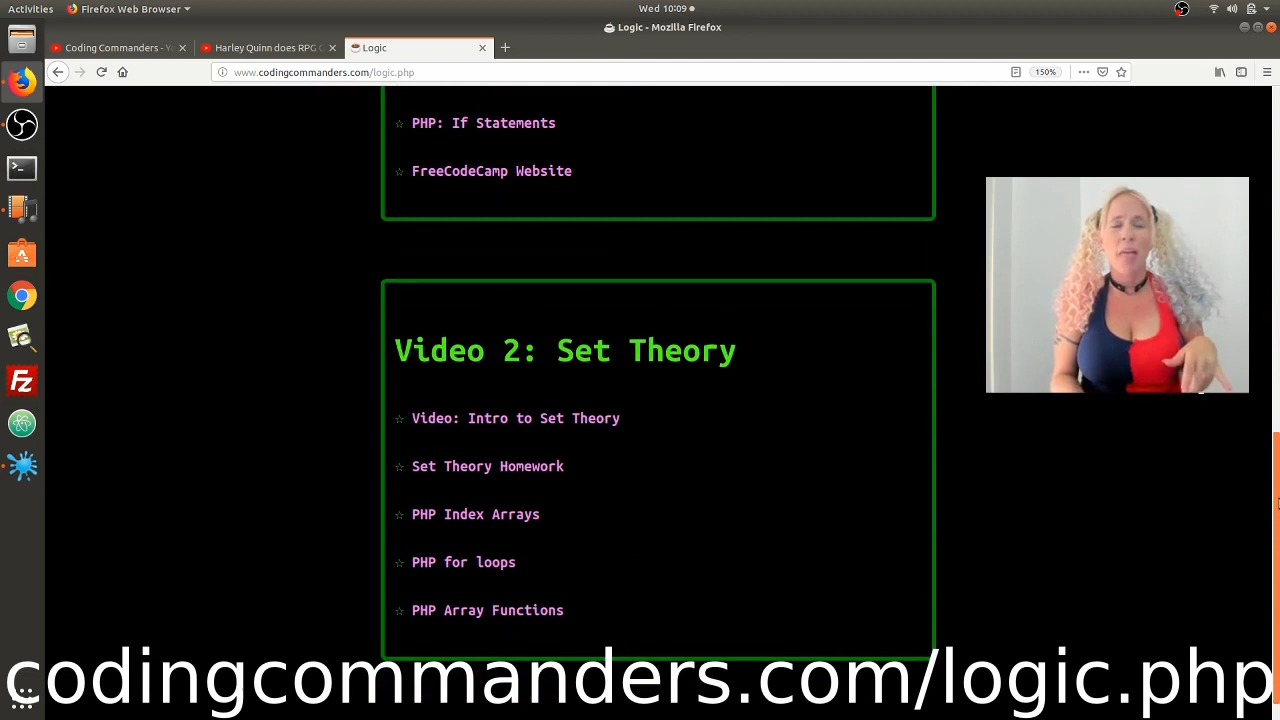 Activities
Firefox Web Browser
Wed 10:09
Logic - Mozilla Firefox
Coding Commanders - Yo
Harley Quinn does RPG C
Logic
www.codingcommanders.com/logic.php
150%
☆ PHP: If Statements
☆ FreeCodeCamp Website
Video 2: Set Theory
☆ Video: Intro to Set Theory
☆ Set Theory Homework
☆ PHP Index Arrays
☆ PHP for loops
☆ PHP Array Functions
codingcommanders.com/logic.php